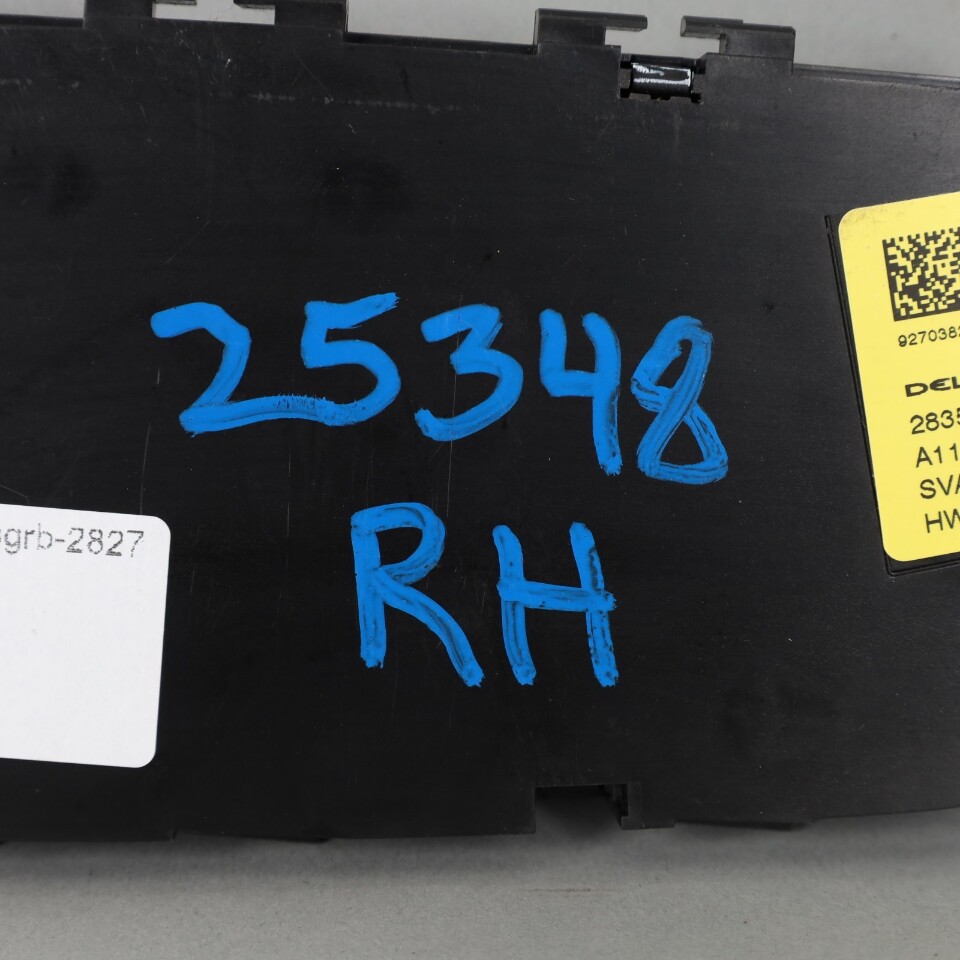 25348
RH
grb-2827
927038
DEL
2835
A11
SVA
HW